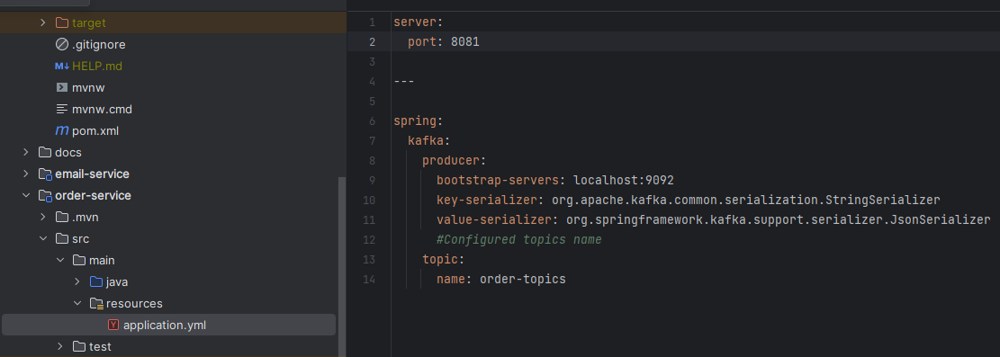 target
.gitignore
M↓ HELP.md
mvnw
mvnw.cmd
m pom.xml
docs
email-service
order-service
.mvn
src
main
java
resources
Y application.yml
test
1 server:
2   port: 8081
3
4 ---
5
6 spring:
7   kafka:
8     producer:
9       bootstrap-servers: localhost:9092
10       key-serializer: org.apache.kafka.common.serialization.StringSerializer
11       value-serializer: org.springframework.kafka.support.serializer.JsonSerializer
12       #Configured topics name
13     topic:
14       name: order-topics